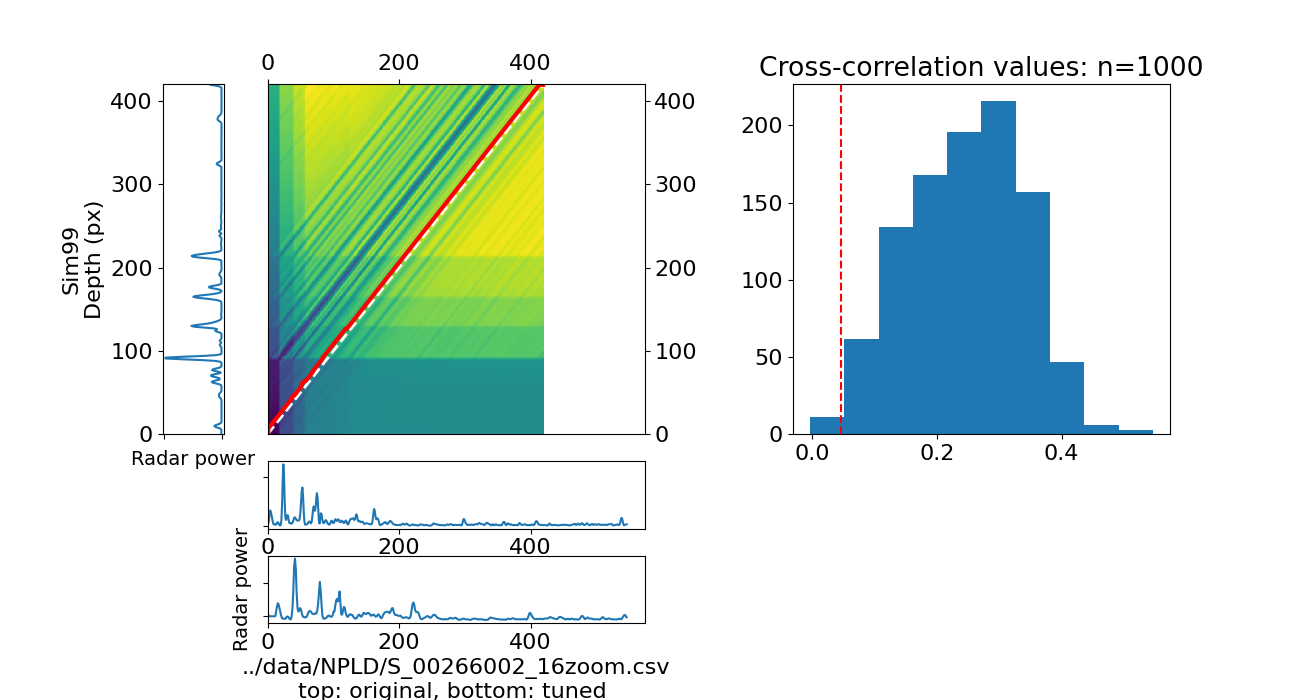 Cross-correlation values: n=1000
0 200 400
400
300
200
100
0
Sim99
Depth (px)
Radar power
400
300
200
100
0
200
150
100
50
0
0.0 0.2 0.4
0 200 400
Radar power
0 200 400
../data/NPLD/S_00266002_16zoom.csv
top: original, bottom: tuned